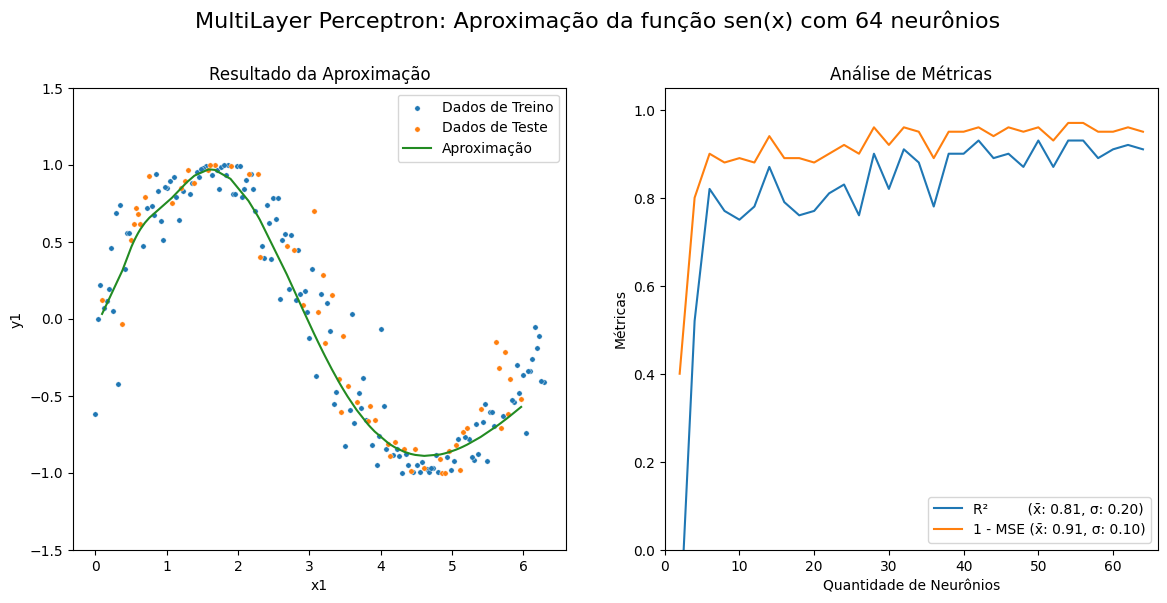 MultiLayer Perceptron: Aproximação da função sen(x) com 64 neurônios
Resultado da Aproximação
1.5
1.0
0.5
0.0
−0.5
−1.0
−1.5
y1
0 1 2 3 4 5 6
x1
Dados de Treino
Dados de Teste
Aproximação
Análise de Métricas
1.0
0.8
0.6
0.4
0.2
0.0
Métricas
0 10 20 30 40 50 60
Quantidade de Neurônios
R² (x̄: 0.81, σ: 0.20)
1 - MSE (x̄: 0.91, σ: 0.10)